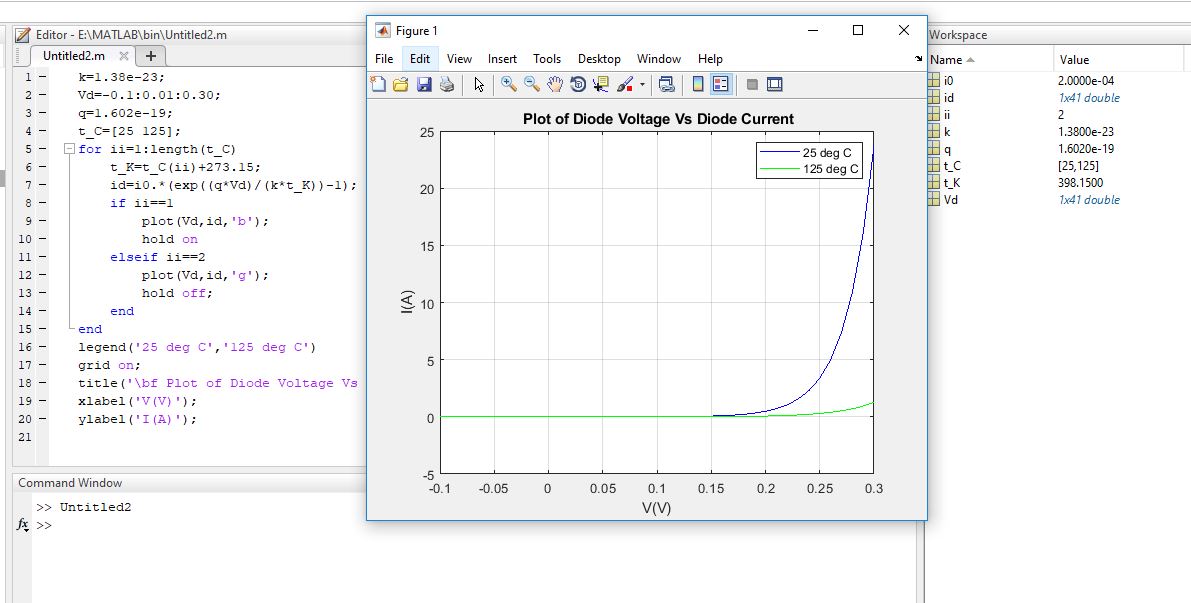 Editor - E:\MATLAB\bin\Untitled2.m
Untitled2.m
1 k=1.38e-23;
2 Vd=-0.1:0.01:0.30;
3 q=1.602e-19;
4 t_C=[25 125];
5 for ii=1:length(t_C)
6 t_K=t_C(ii)+273.15;
7 id=i0.*(exp((q*Vd)/(k*t_K))-1);
8 if ii==1
9 plot(Vd,id,'b');
10 hold on
11 elseif ii==2
12 plot(Vd,id,'g');
13 hold off;
14 end
15 end
16 legend('25 deg C','125 deg C')
17 grid on;
18 title('\bf Plot of Diode Voltage Vs
19 xlabel('V(V)');
20 ylabel('I(A)');
21
Command Window
>> Untitled2
fx >>
Figure 1
File Edit View Insert Tools Desktop Window Help
Plot of Diode Voltage Vs Diode Current
25 deg C
125 deg C
25
20
15
10
5
0
-5
I(A)
-0.1 -0.05 0 0.05 0.1 0.15 0.2 0.25 0.3
V(V)
Workspace
Name Value
i0 2.0000e-04
id 1x41 double
ii 2
k 1.3800e-23
q 1.6020e-19
t_C [25,125]
t_K 398.1500
Vd 1x41 double